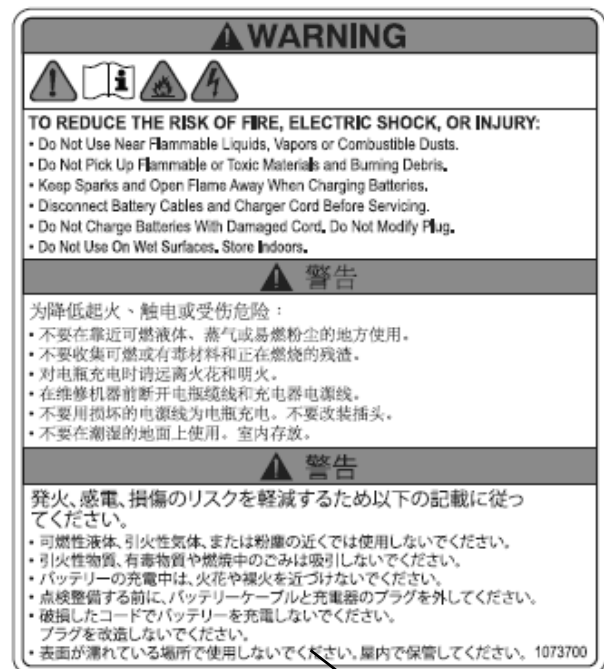 WARNING
TO REDUCE THE RISK OF FIRE, ELECTRIC SHOCK, OR INJURY:
• Do Not Use Near Flammable Liquids, Vapors or Combustible Dusts.
• Do Not Pick Up Flammable or Toxic Materials and Burning Debris.
• Keep Sparks and Open Flame Away When Charging Batteries.
• Disconnect Battery Cables and Charger Cord Before Servicing.
• Do Not Charge Batteries With Damaged Cord. Do Not Modify Plug.
• Do Not Use On Wet Surfaces. Store Indoors.
警告
为降低起火、触电或受伤危险：
• 不要在靠近可燃液体、蒸气或易燃粉尘的地方使用。
• 不要收集可燃或有毒材料和正在燃烧的残渣。
• 对电瓶充电时请远离火花和明火。
• 在维修机器前断开电瓶缆线和充电器电源线。
• 不要用损坏的电源线为电瓶充电。不要改装插头。
• 不要在潮湿的地面上使用。室内存放。
警告
発火、感電、損傷のリスクを軽減するため以下の記載に従っ
てください。
• 可燃性液体、引火性気体、または粉塵の近くでは使用しないでください。
• 引火性物質、有毒物質や燃焼中のごみは吸引しないでください。
• バッテリーの充電中は、火花や裸火を近づけないでください。
• 点検整備する前に、バッテリーケーブルと充電器のプラグを外してください。
• 破損したコードでバッテリーを充電しないでください。
プラグを改造しないでください。
• 表面が濡れている場所で使用しないでください。屋内で保管してください。 1073700